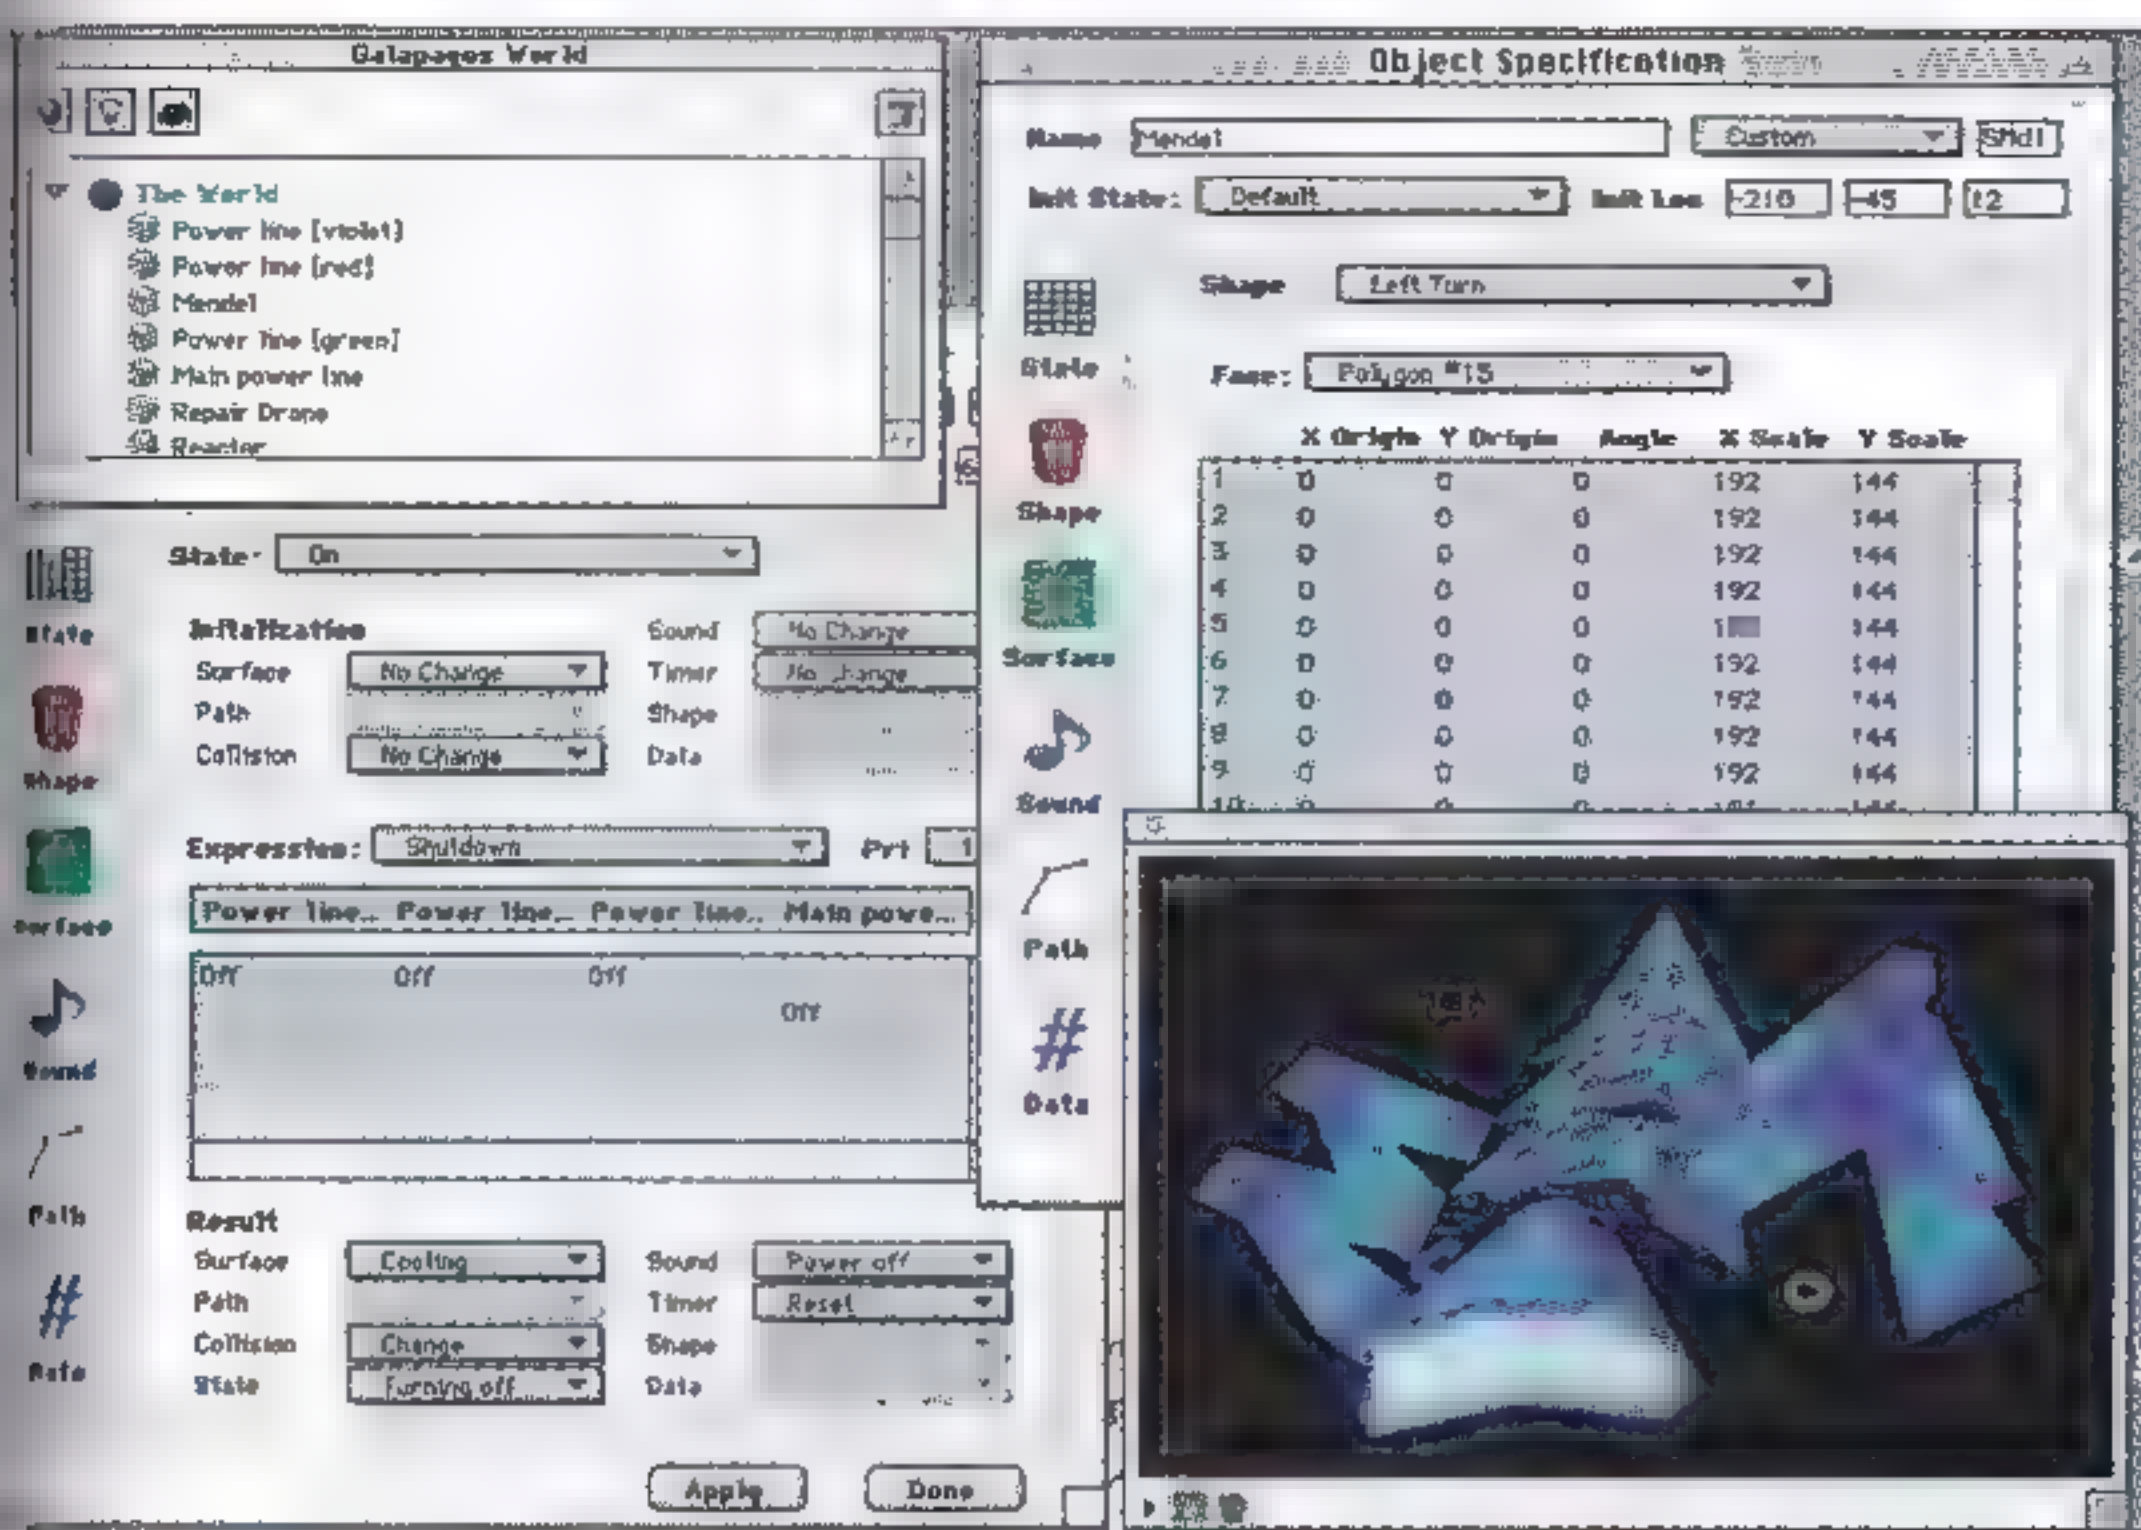 Galapagos World
The World
Power line [violet]
Power line [red]
Mendel
Power line [green]
Main power line
Repair Drone
Reactor
State: On
Initialization
Surface No Change Sound No Change
Path Timer No Change
Collision No Change Shape
Data
Expression: Shutdown Pri 1
Power line... Power line... Power line... Main powe...
Off Off Off
Off
Result
Surface Cooling Sound Power off
Path Timer Reset
Collision Change Shape
State Turning off Data
Apply Done
State
Shape
Surface
Sound
Path
Data
Object Specification
Name Mendel Custom
Init State: Default Init Loc -210 -45 12
Shape Left Turn
Face: Polygon #15
X Origin Y Origin Angle X Scale Y Scale
1 0 0 0 192 144
2 0 0 0 192 144
3 0 0 0 192 144
4 0 0 0 192 144
5 0 0 0 144
6 0 0 0 192 144
7 0 0 0 192 144
8 0 0 0 192 144
9 0 0 0 192 144
10 0 0 0
State
Shape
Surface
Sound
Path
Data